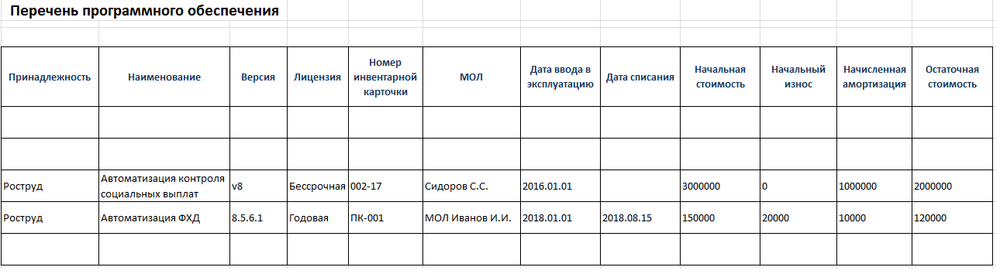 Перечень программного обеспечения
Принадлежность Наименование Версия Лицензия Номер инвентарной карточки МОЛ Дата ввода в эксплуатацию Дата списания Начальная стоимость Начальный износ Начисленная амортизация Остаточная стоимость
Роструд Автоматизация контроля социальных выплат v8 Бессрочная 002-17 Сидоров С.С. 2016.01.01 3000000 0 1000000 2000000
Роструд Автоматизация ФХД 8.5.6.1 Годовая ПК-001 МОЛ Иванов И.И. 2018.01.01 2018.08.15 150000 20000 10000 120000